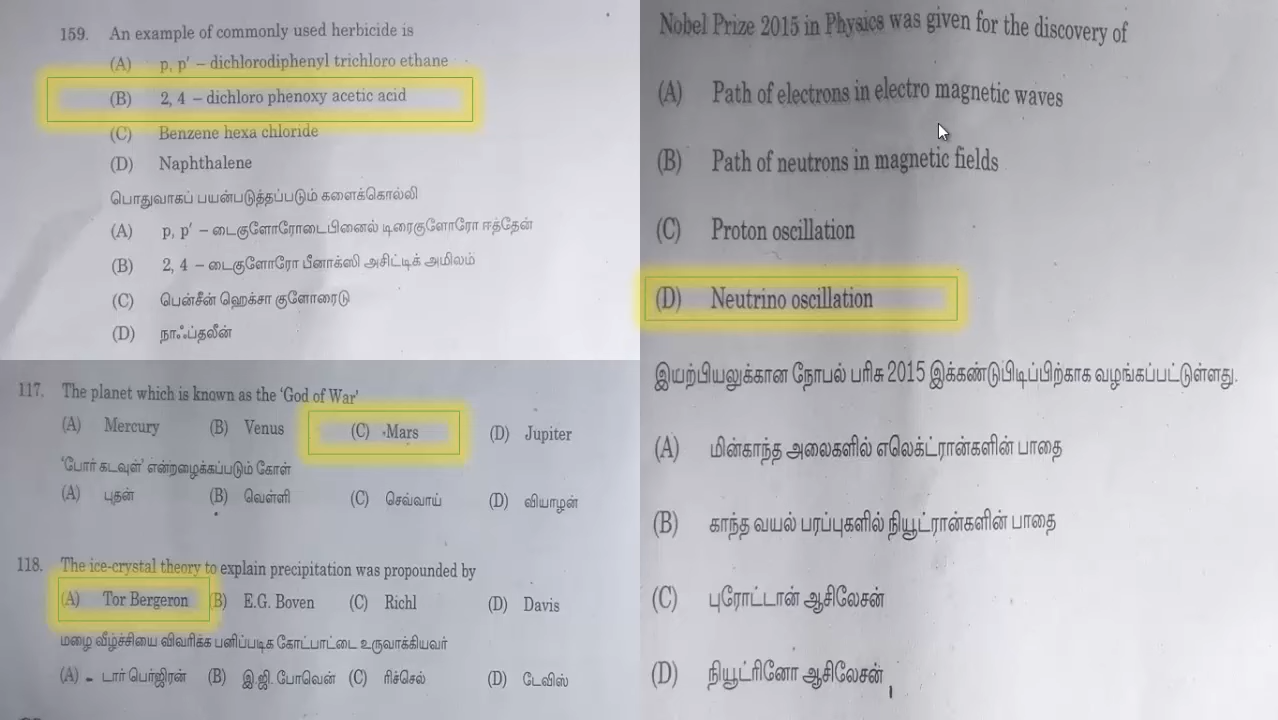 159. An example of commonly used herbicide is
(A) p, p' – dichlorodiphenyl trichloro ethane
(B) 2, 4 – dichloro phenoxy acetic acid
(C) Benzene hexa chloride
(D) Naphthalene
பொதுவாகப் பயன்படுத்தப்படும் களைக்கொல்லி
(A) p, p' – டைகுளோரோடைபினைல் டிரைகுளோரோ ஈத்தேன்
(B) 2, 4 – டைகுளோரோ பீனாக்ஸி அசிட்டிக் அமிலம்
(C) பென்சீன் ஹெக்சா குளோரைடு
(D) நாஃப்தலீன்
117. The planet which is known as the 'God of War'
(A) Mercury (B) Venus (C) Mars (D) Jupiter
'போர் கடவுள்' என்றழைக்கப்படும் கோள்
(A) புதன் (B) வெள்ளி (C) செவ்வாய் (D) வியாழன்
118. The ice-crystal theory to explain precipitation was propounded by
(A) Tor Bergeron (B) E.G. Boven (C) Richl (D) Davis
மழை வீழ்ச்சியை விவரிக்க பனிப்படிக கோட்பாட்டை உருவாக்கியவர்
(A) டார் பெர்ஜிரன் (B) இ.ஜி. போவென் (C) ரிச்செல் (D) டேவிஸ்
Nobel Prize 2015 in Physics was given for the discovery of
(A) Path of electrons in electro magnetic waves
(B) Path of neutrons in magnetic fields
(C) Proton oscillation
(D) Neutrino oscillation
இயற்பியலுக்கான நோபல் பரிசு 2015 இக்கண்டுபிடிப்பிற்காக வழங்கப்பட்டுள்ளது.
(A) மின்காந்த அலைகளில் எலெக்ட்ரான்களின் பாதை
(B) காந்த வயல் பரப்புகளில் நியூட்ரான்களின் பாதை
(C) புரோட்டான் ஆசிலேசன்
(D) நியூட்ரினோ ஆசிலேசன்